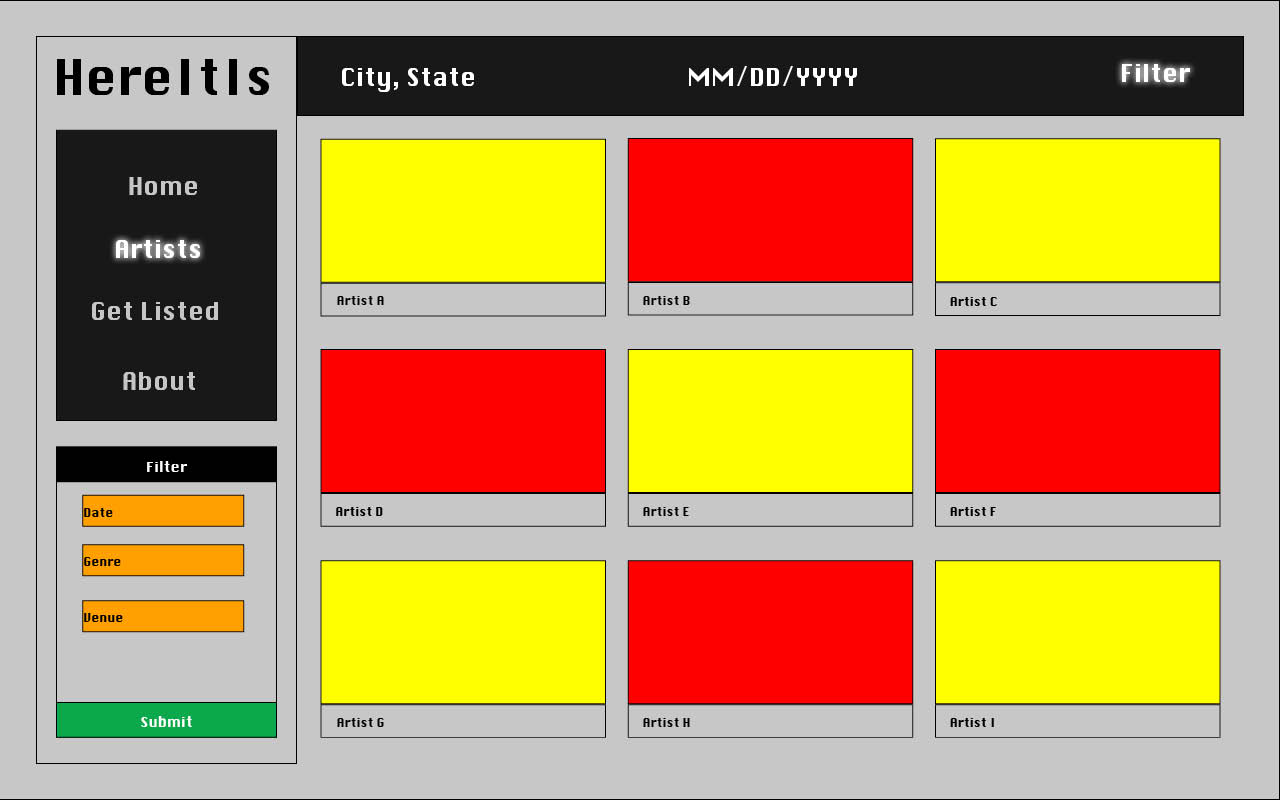 HereItIs
City, State
MM/DD/YYYY
Filter
Home
Artists
Get Listed
About
Filter
Date
Genre
Venue
Submit
Artist A
Artist B
Artist C
Artist D
Artist E
Artist F
Artist G
Artist H
Artist I